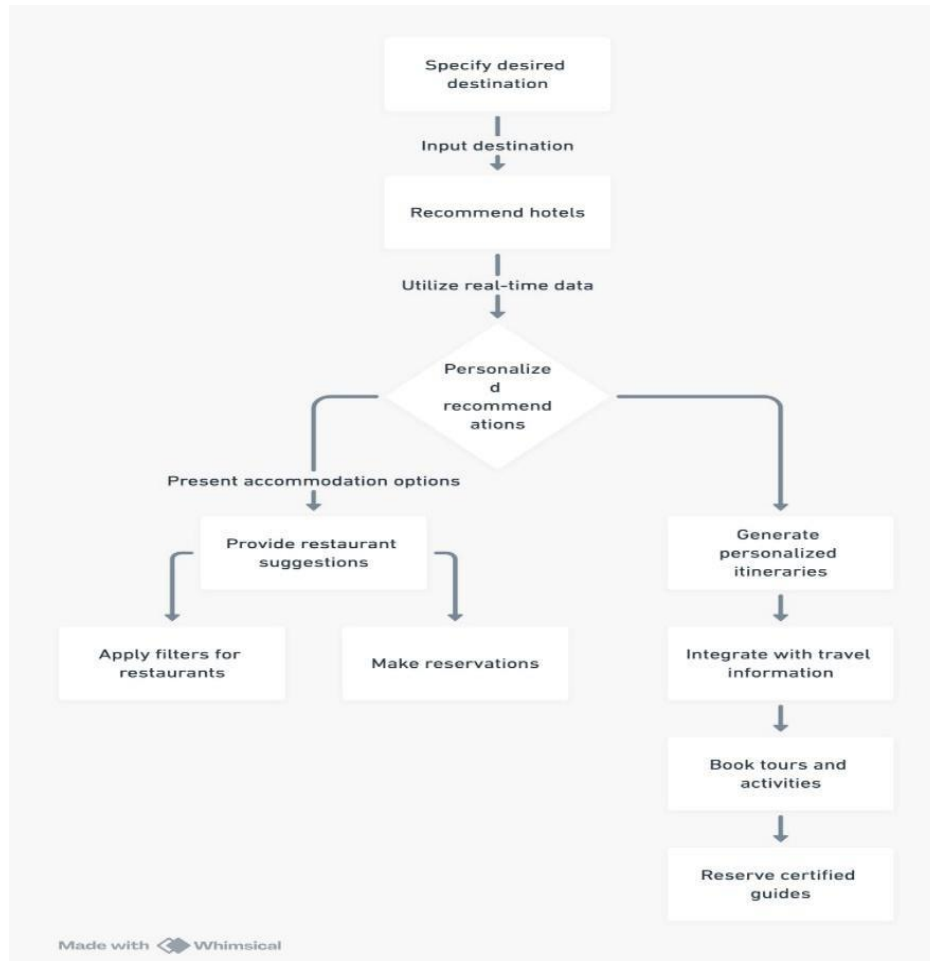 Specify desired
destination
Input destination
Recommend hotels
Utilize real-time data
Personalize
d
recommend
ations
Present accommodation options
Provide restaurant
suggestions
Generate
personalized
itineraries
Apply filters for
restaurants
Make reservations
Integrate with travel
information
Book tours and
activities
Reserve certified
guides
Made with Whimsical